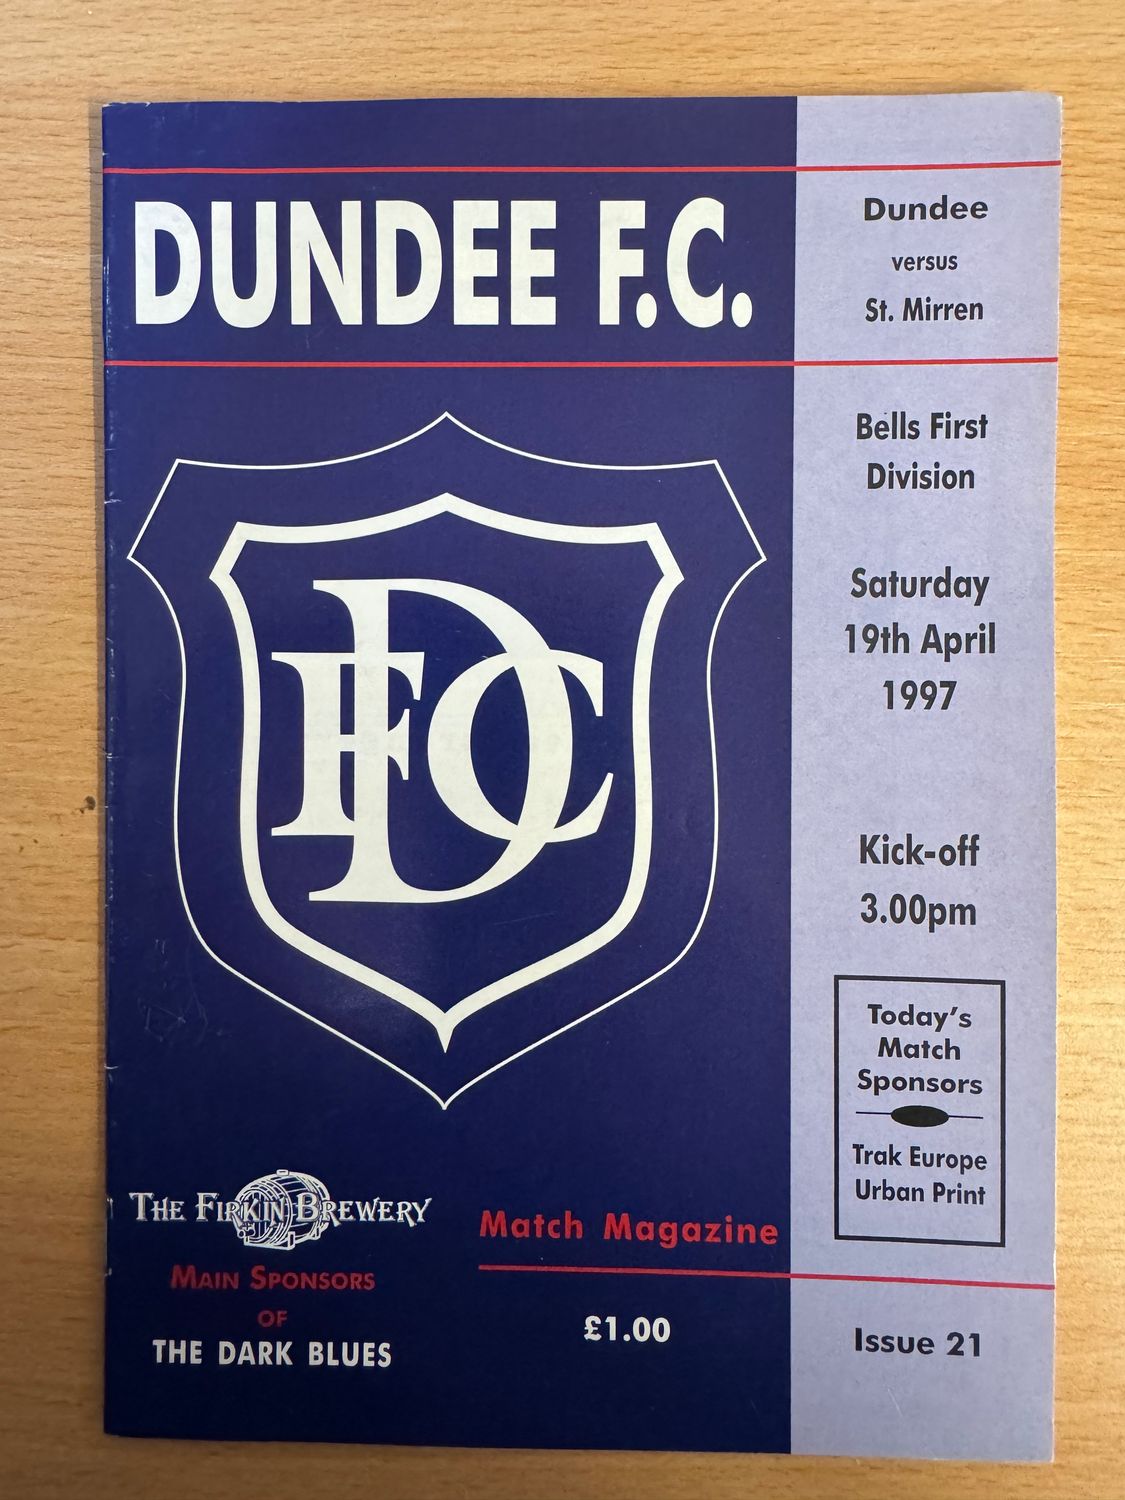 DUNDEE F.C.
Dundee
versus
St. Mirren
Bells First
Division
Saturday
19th April
1997
Kick-off
3.00pm
DFC
Today's
Match
Sponsors
Trak Europe
Urban Print
THE FIRKIN BREWERY
MAIN SPONSORS
OF
THE DARK BLUES
Match Magazine
£1.00
Issue 21